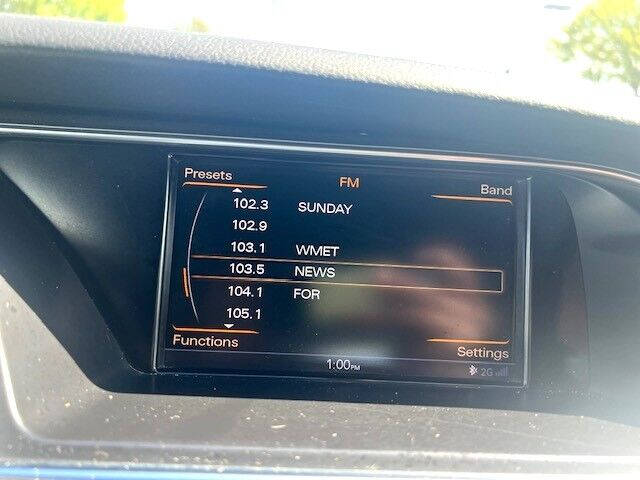 Presets FM Band
102.3 SUNDAY
102.9
103.1 WMET
103.5 NEWS
104.1 FOR
105.1
Functions Settings
1:00PM 2G